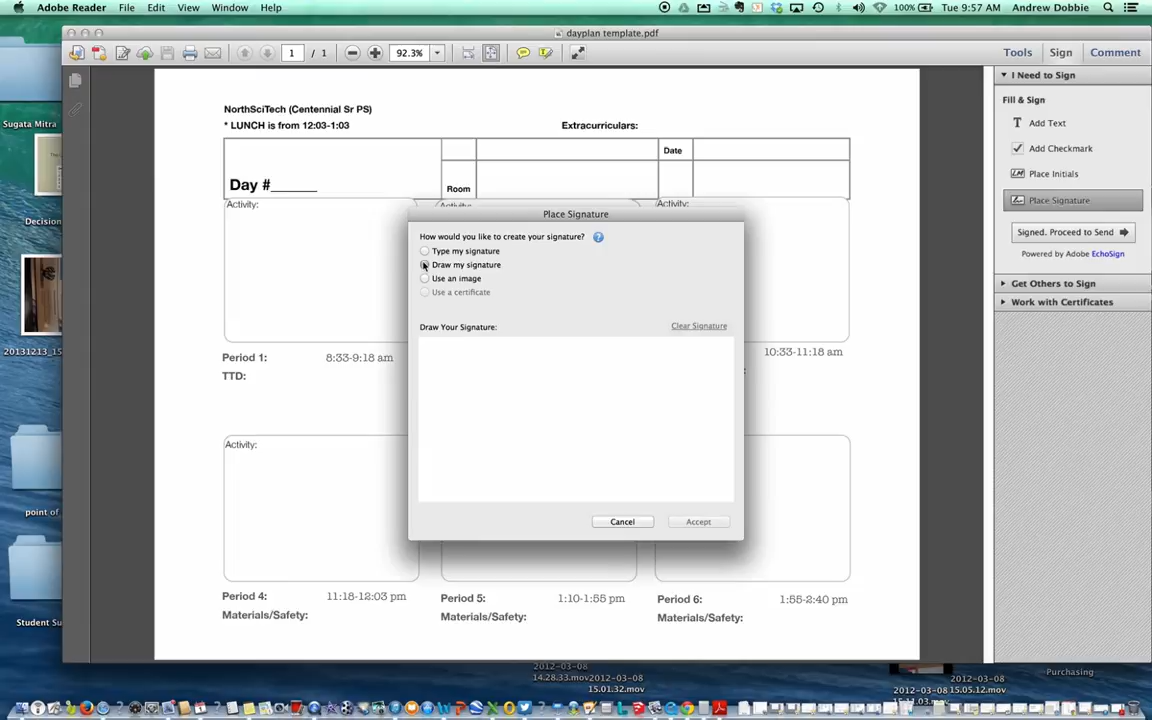 Adobe Reader File Edit View Window Help
100% Tue 9:57 AM Andrew Dobbie
dayplan template.pdf
1 / 1 92.3%
Tools Sign Comment
I Need to Sign
Fill & Sign
Add Text
Add Checkmark
Place Initials
Place Signature
Signed. Proceed to Send
Powered by Adobe EchoSign
Get Others to Sign
Work with Certificates
NorthSciTech (Centennial Sr PS)
* LUNCH is from 12:03-1:03 Extracurriculars:
Date
Day #______ Room
Activity: Activity: Activity:
Place Signature
How would you like to create your signature? ?
Type my signature
Draw my signature
Use an image
Use a certificate
Draw Your Signature: Clear Signature
Cancel Accept
Period 1: 8:33-9:18 am 10:33-11:18 am
TTD:
Activity:
Period 4: 11:18-12:03 pm Period 5: 1:10-1:55 pm Period 6: 1:55-2:40 pm
Materials/Safety: Materials/Safety: Materials/Safety:
Sugata Mitra
Decision
20131213_15
point of
Student Su
2012-03-08
14.28.33.mov
2012-03-08
15.01.32.mov
2012-03-08
15.05.12.mov
2012-03-08
Purchasing